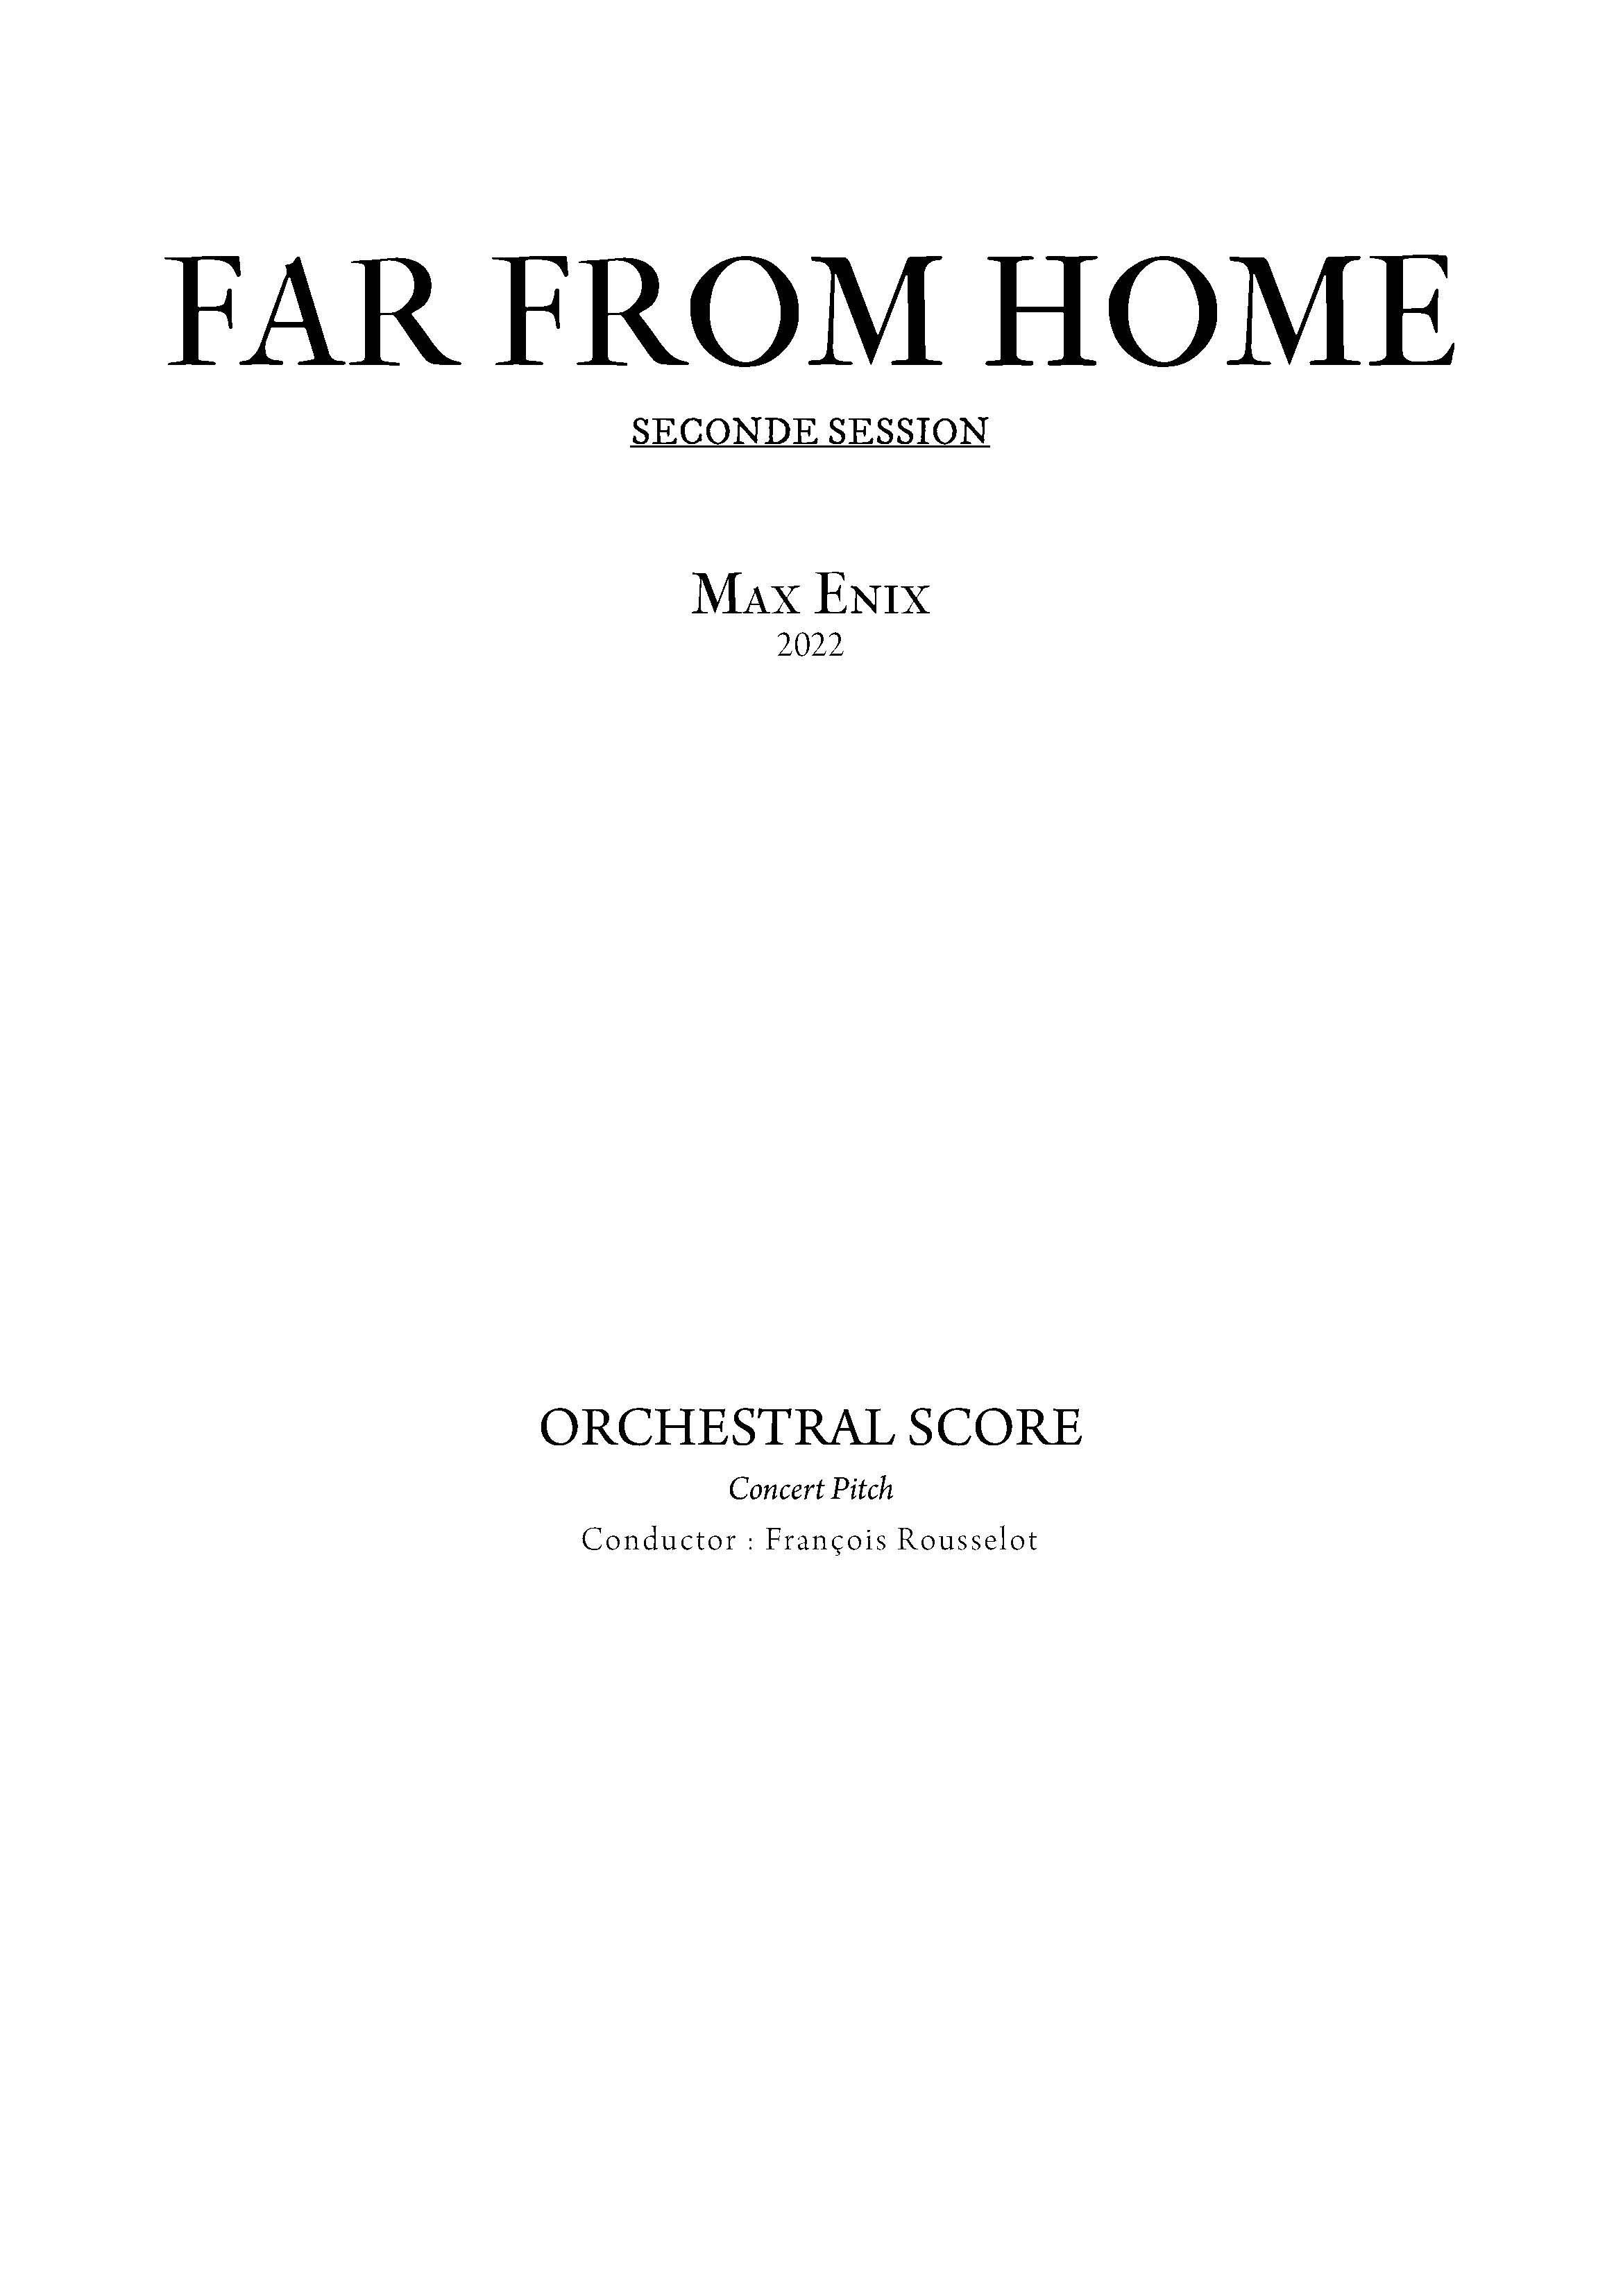 FAR FROM HOME
SECONDE SESSION
MAX ENIX
2022
ORCHESTRAL SCORE
Concert Pitch
Conductor : François Rousselot